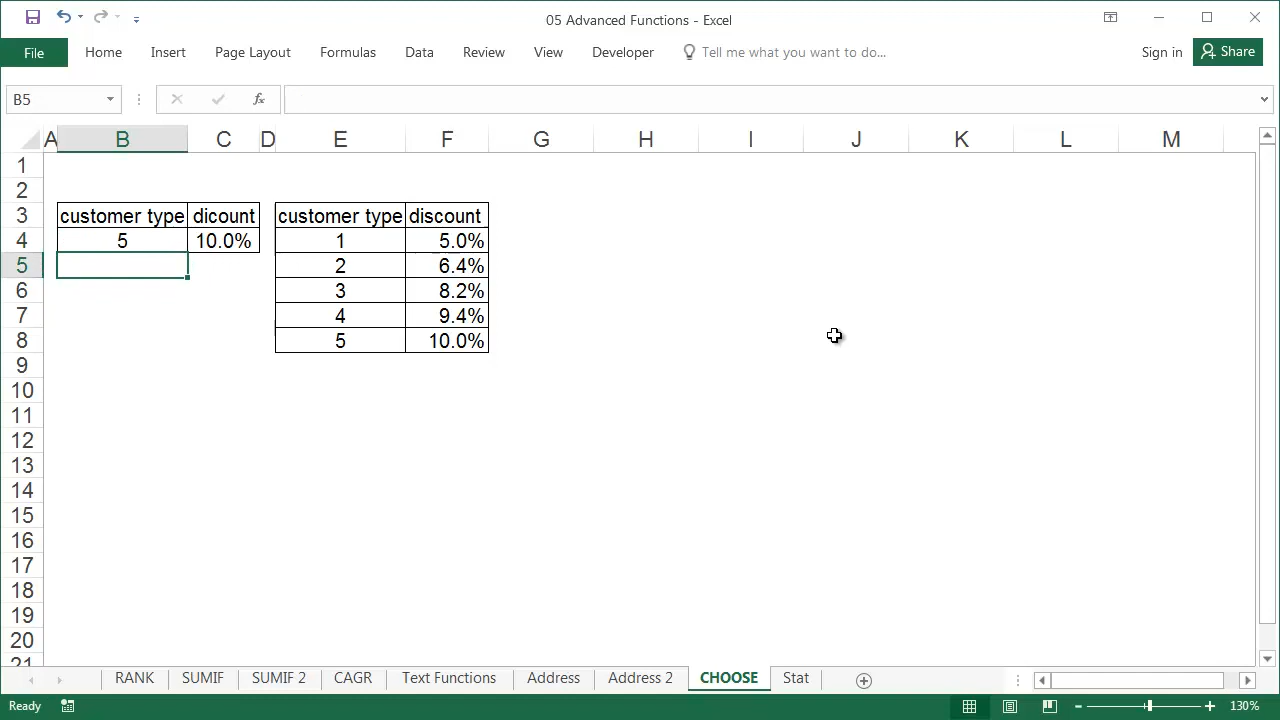 05 Advanced Functions - Excel
File Home Insert Page Layout Formulas Data Review View Developer Tell me what you want to do... Sign in Share
B5 fx
A B C D E F G H I J K L M
1
2
3 customer type dicount customer type discount
4 5 10.0% 1 5.0%
5 2 6.4%
6 3 8.2%
7 4 9.4%
8 5 10.0%
9
10
11
12
13
14
15
16
17
18
19
20
21
RANK SUMIF SUMIF 2 CAGR Text Functions Address Address 2 CHOOSE Stat
Ready 130%